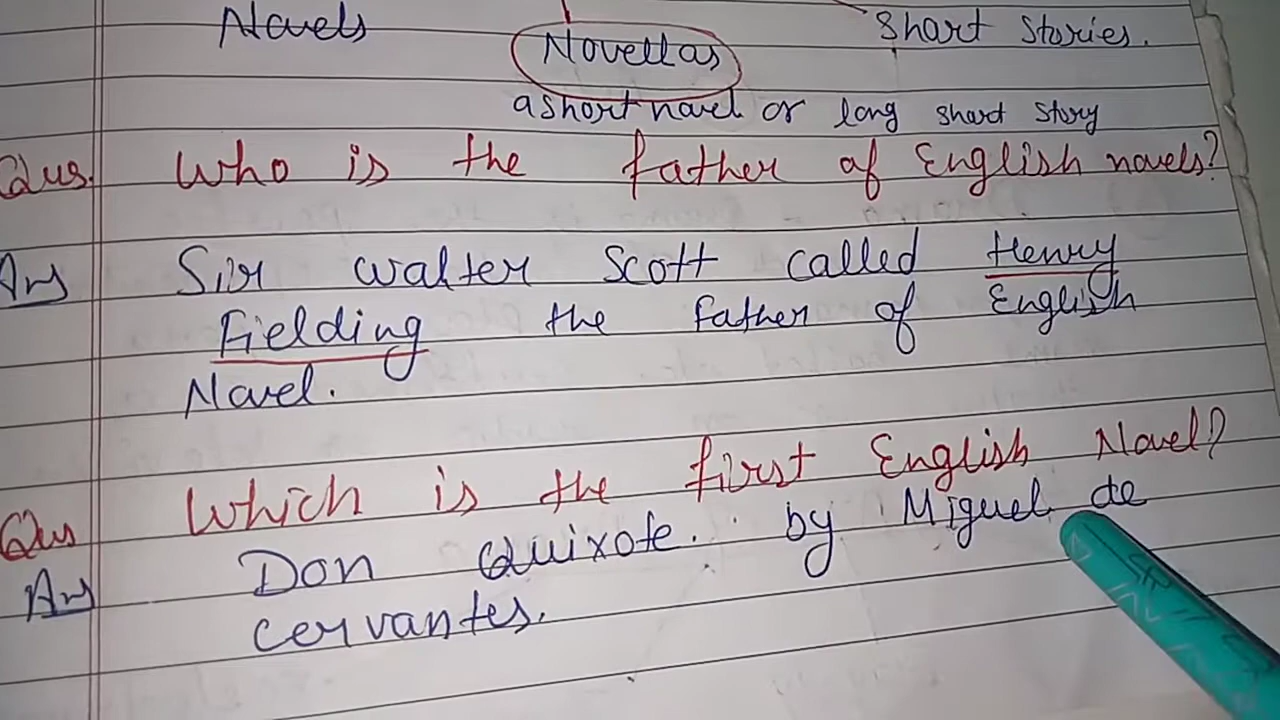 Novels Novellas Short Stories.
a short novel or long short story
Qus. Who is the father of English novels?
Ans Sir Walter Scott called Henry
Fielding the father of English
Novel.
Qus Which is the first English Novel?
Ans Don Quixote. by Miguel de
cervantes.